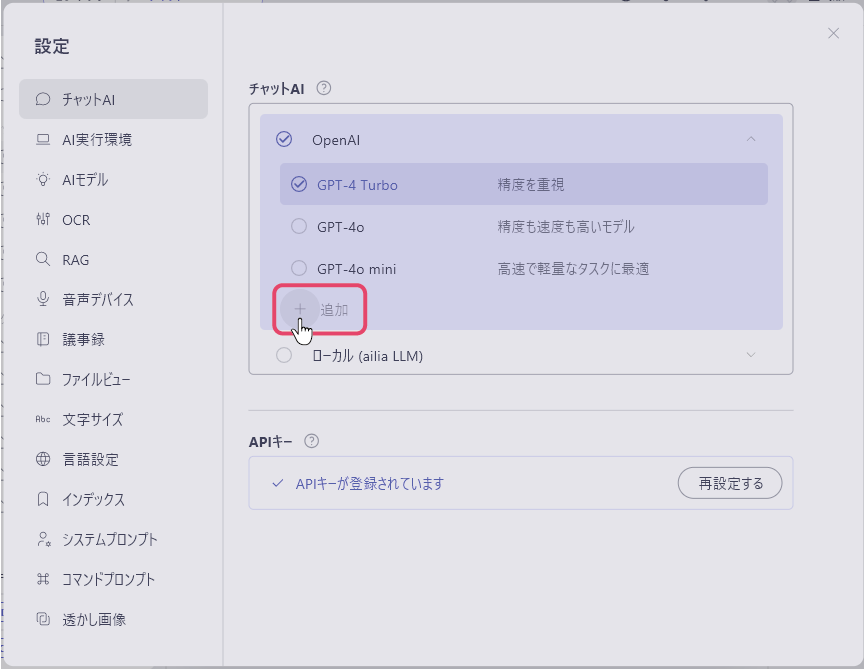 設定
チャットAI
AI実行環境
AIモデル
OCR
RAG
音声デバイス
議事録
ファイルビュー
Abc 文字サイズ
言語設定
インデックス
システムプロンプト
コマンドプロンプト
透かし画像
チャットAI ?
OpenAI
GPT-4 Turbo 精度を重視
GPT-4o 精度も速度も高いモデル
GPT-4o mini 高速で軽量なタスクに最適
+ 追加
ローカル (ailia LLM)
APIキー ?
APIキーが登録されています 再設定する